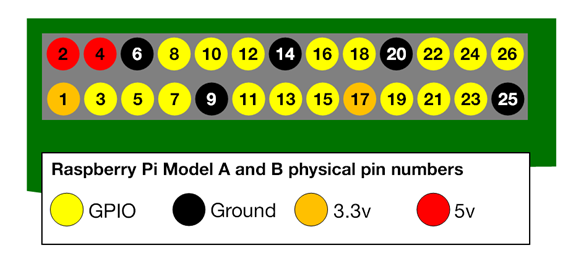 2 4 6 8 10 12 14 16 18 20 22 24 26
1 3 5 7 9 11 13 15 17 19 21 23 25
Raspberry Pi Model A and B physical pin numbers
GPIO Ground 3.3v 5v